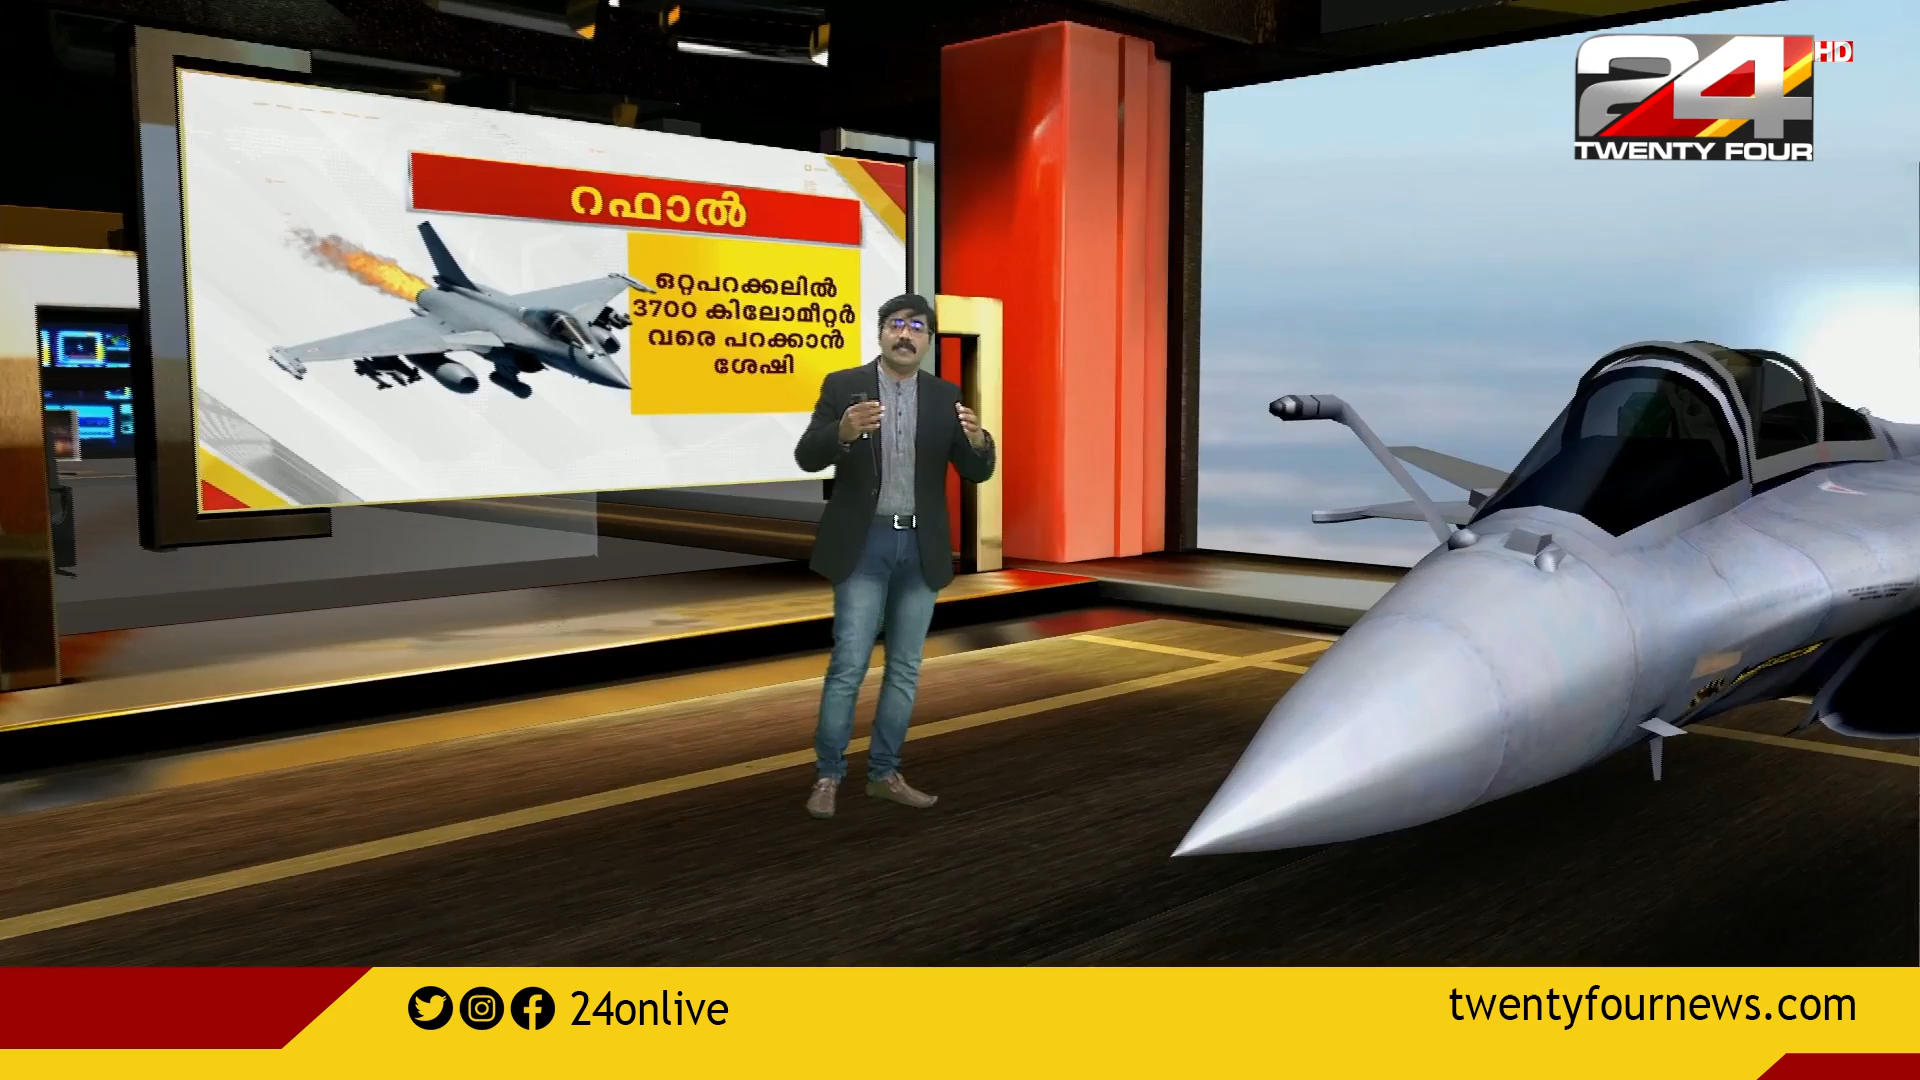 24
HD
TWENTY FOUR
റഫാൽ
ഒറ്റപറക്കലിൽ
3700 കിലോമീറ്റർ
വരെ പറക്കാൻ
ശേഷി
24onlive
twentyfournews.com